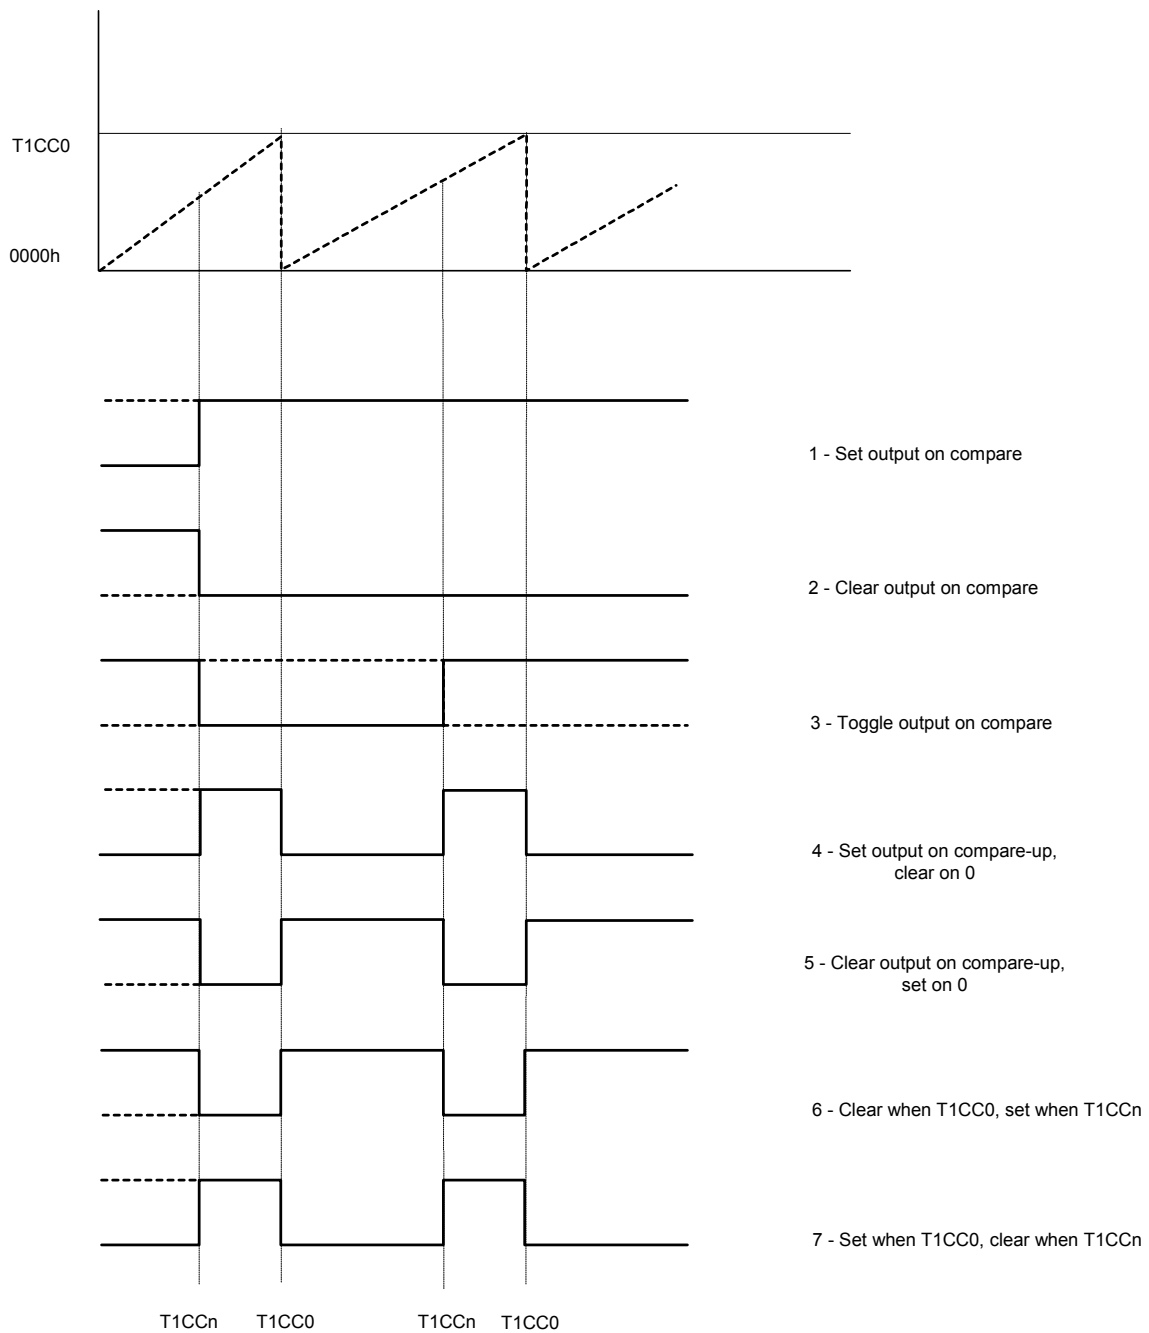 T1CC0
0000h
1 - Set output on compare
2 - Clear output on compare
3 - Toggle output on compare
4 - Set output on compare-up,
clear on 0
5 - Clear output on compare-up,
set on 0
6 - Clear when T1CC0, set when T1CCn
7 - Set when T1CC0, clear when T1CCn
T1CCn T1CC0 T1CCn T1CC0